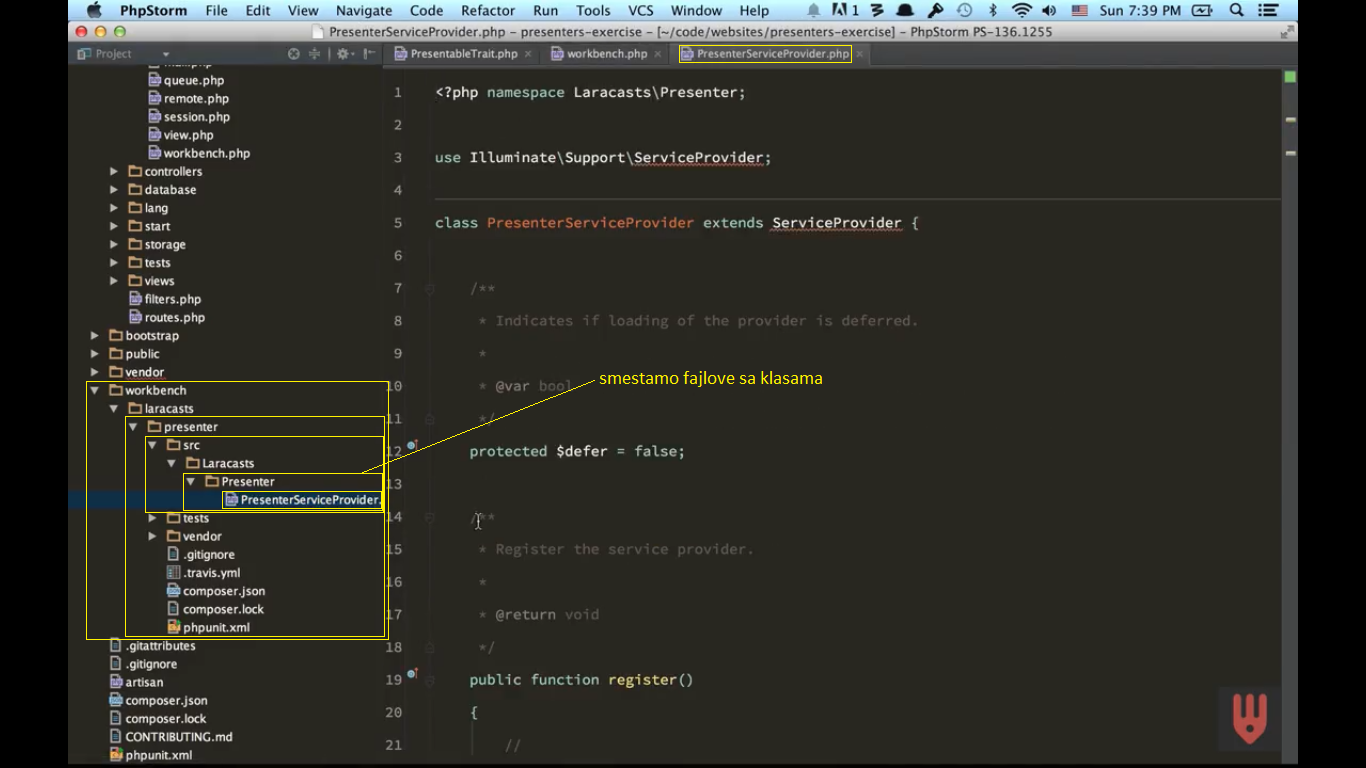 PhpStorm File Edit View Navigate Code Refactor Run Tools VCS Window Help 1 Sun 7:39 PM
PresenterServiceProvider.php – presenters-exercise – [~/code/websites/presenters-exercise] – PhpStorm PS-136.1255
Project
PresentableTrait.php workbench.php PresenterServiceProvider.php
queue.php
remote.php
session.php
view.php
workbench.php
controllers
database
lang
start
storage
tests
views
filters.php
routes.php
bootstrap
public
vendor
workbench
laracasts
presenter
src
Laracasts
Presenter
PresenterServiceProvider.
tests
vendor
.gitignore
.travis.yml
composer.json
composer.lock
phpunit.xml
.gitattributes
.gitignore
artisan
composer.json
composer.lock
CONTRIBUTING.md
phpunit.xml
1 <?php namespace Laracasts\Presenter;
2
3 use Illuminate\Support\ServiceProvider;
4
5 class PresenterServiceProvider extends ServiceProvider {
6
7 /**
8 * Indicates if loading of the provider is deferred.
9 *
10 * @var bool
11 */
12 protected $defer = false;
13
14 /**
15 * Register the service provider.
16 *
17 * @return void
18 */
19 public function register()
20 {
21 //
smestamo fajlove sa klasama